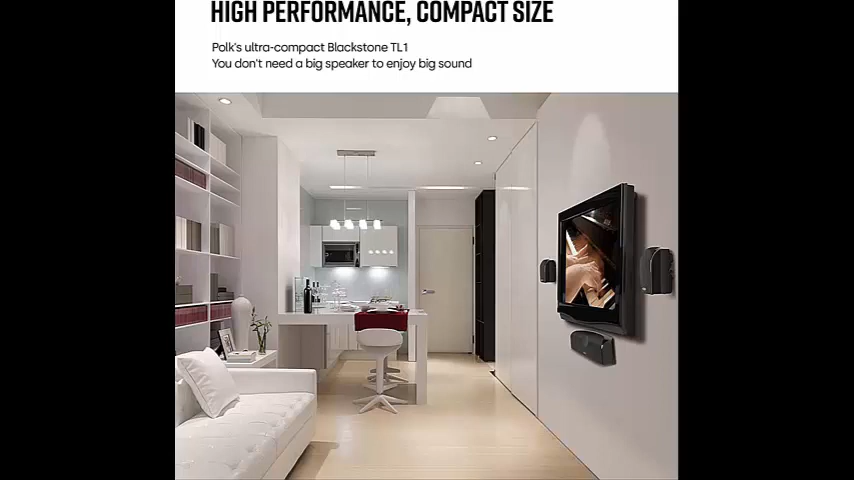 HIGH PERFORMANCE, COMPACT SIZE
Polk's ultra-compact Blackstone TL1
You don't need a big speaker to enjoy big sound